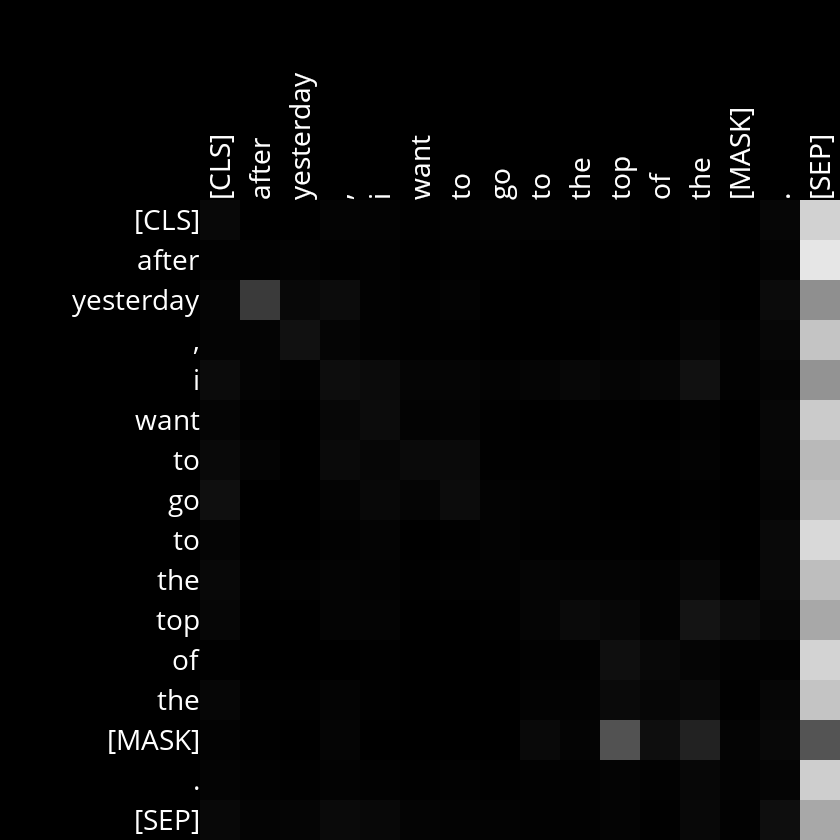 [CLS] after yesterday , i want to go to the top of the [MASK] . [SEP]
[CLS]
after
yesterday
,
i
want
to
go
to
the
top
of
the
[MASK]
.
[SEP]